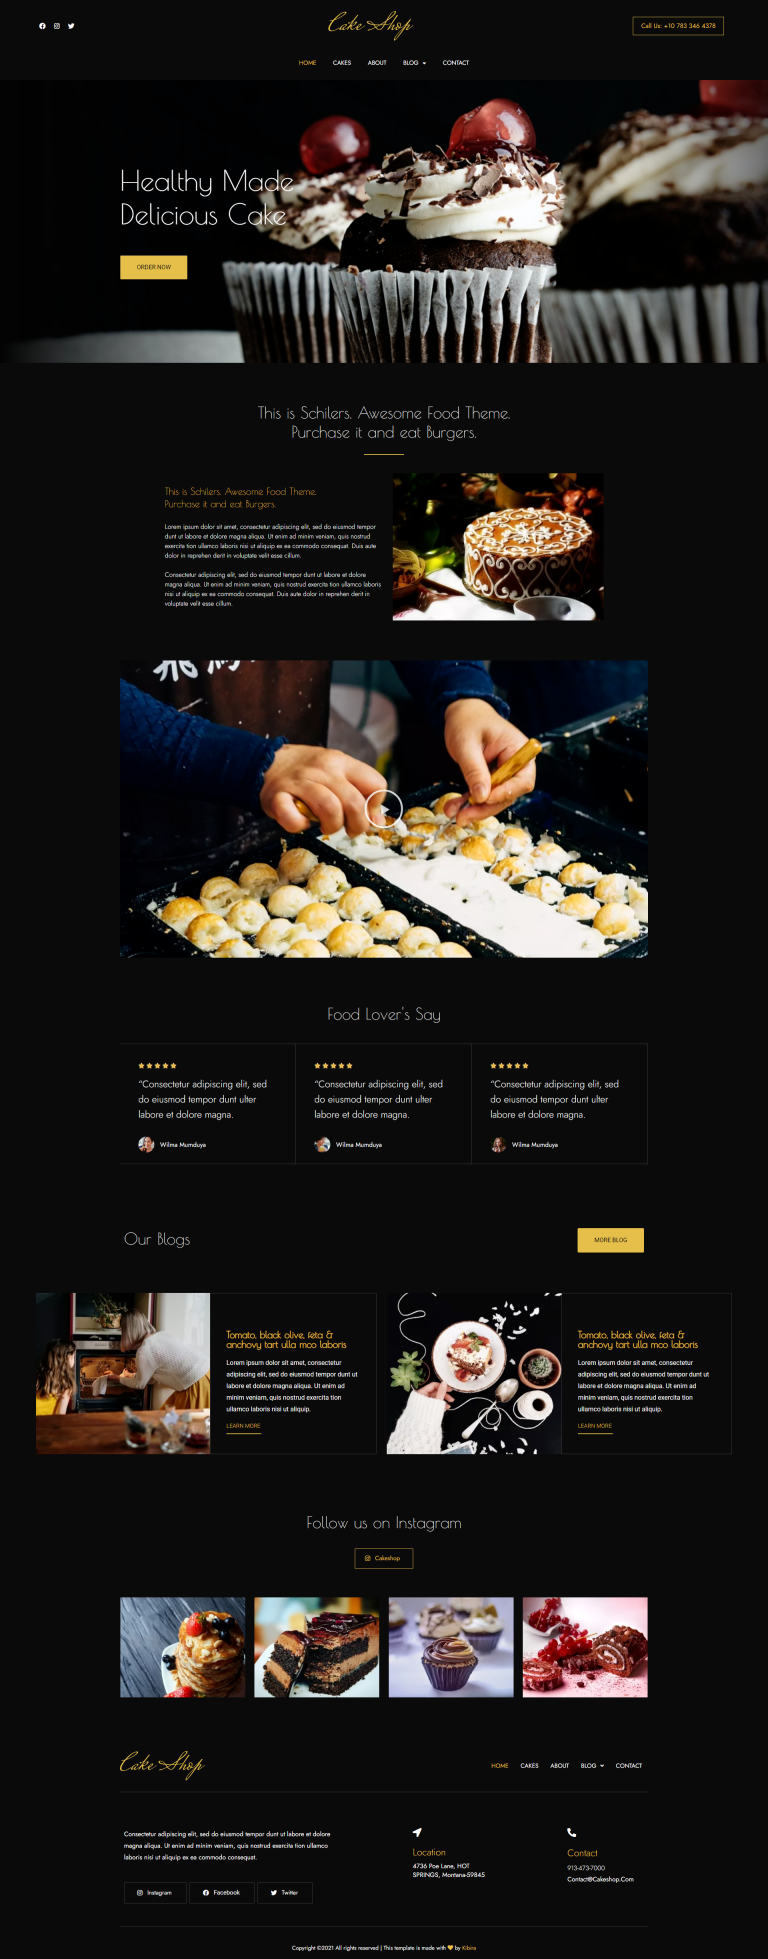 Cake Shop
Call Us: +10 783 346 4378
HOME CAKES ABOUT BLOG CONTACT
Healthy Made
Delicious Cake
ORDER NOW
This is Schilers. Awesome Food Theme.
Purchase it and eat Burgers.
This is Schilers. Awesome Food Theme.
Purchase it and eat Burgers.
Lorem ipsum dolor sit amet, consectetur adipiscing elit, sed do eiusmod tempor
dunt ut labore et dolore magna aliqua. Ut enim ad minim veniam, quis nostrud
exercita tion ullamco laboris nisi ut aliquip ex ea commodo consequat. Duis aute
dolor in reprehen derit in voluptate velit esse cillum.
Consectetur adipiscing elit, sed do eiusmod tempor dunt ut labore et dolore
magna aliqua. Ut enim ad minim veniam, quis nostrud exercita tion ullamco laboris
nisi ut aliquip ex ea commodo consequat. Duis aute dolor in reprehen derit in
voluptate velit esse cillum.
Food Lover's Say
“Consectetur adipiscing elit, sed
do eiusmod tempor dunt ulter
labore et dolore magna.
Wilma Mumduya
“Consectetur adipiscing elit, sed
do eiusmod tempor dunt ulter
labore et dolore magna.
Wilma Mumduya
“Consectetur adipiscing elit, sed
do eiusmod tempor dunt ulter
labore et dolore magna.
Wilma Mumduya
Our Blogs
MORE BLOG
Tomato, black olive, feta &
anchovy tart ulla mco laboris
Lorem ipsum dolor sit amet, consectetur
adipiscing elit, sed do eiusmod tempor dunt ut
labore et dolore magna aliqua. Ut enim ad
minim veniam, quis nostrud exercita tion
ullamco laboris nisi ut aliquip.
LEARN MORE
Tomato, black olive, feta &
anchovy tart ulla mco laboris
Lorem ipsum dolor sit amet, consectetur
adipiscing elit, sed do eiusmod tempor dunt ut
labore et dolore magna aliqua. Ut enim ad
minim veniam, quis nostrud exercita tion
ullamco laboris nisi ut aliquip.
LEARN MORE
Follow us on Instagram
Cakeshop
Cake Shop
HOME CAKES ABOUT BLOG CONTACT
Consectetur adipiscing elit, sed do eiusmod tempor dunt ut labore et dolore
magna aliqua. Ut enim ad minim veniam, quis nostrud exercita tion ullamco
laboris nisi ut aliquip ex ea commodo consequat.
Instagram Facebook Twitter
Location
4736 Poe Lane, HOT
SPRINGS, Montana-59845
Contact
913-473-7000
Contact@Cakeshop.Com
Copyright ©2021 All rights reserved | This template is made with by Kibira